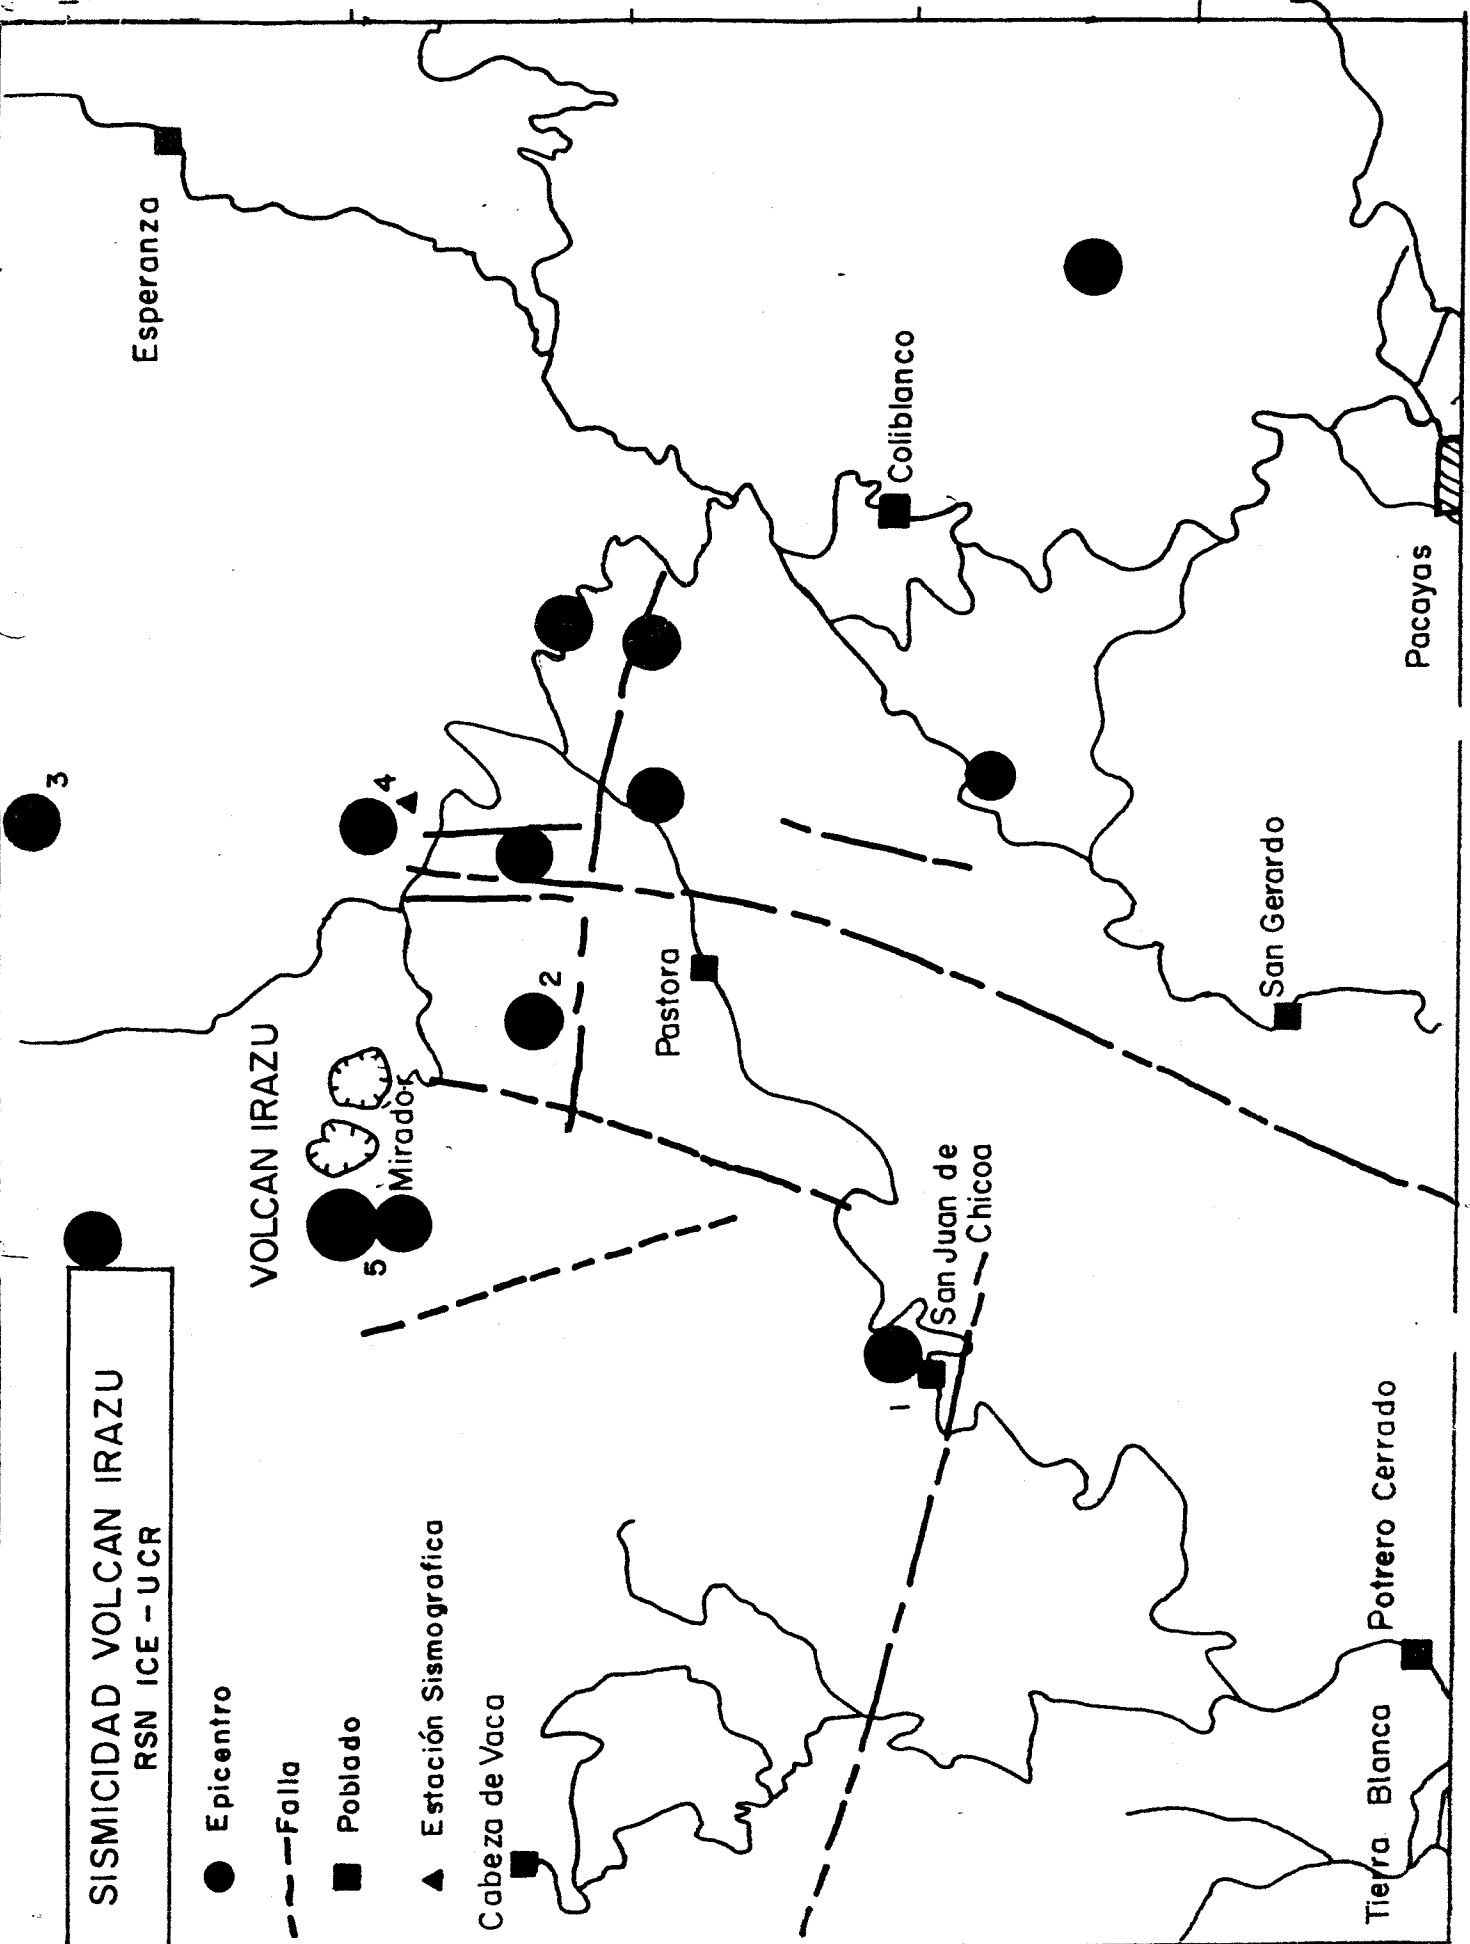 SISMICIDAD VOLCAN IRAZU
RSN ICE - UCR
Epicentro
Falla
Poblado
Estación Sismografica
Cabeza de Vaca
VOLCAN IRAZU
Mirador
Esperanza
3
4
5
2
Pastora
Coliblanco
1
San Juan de
Chicoa
San Gerardo
Pacayas
Potrero Cerrado
Tierra Blanca